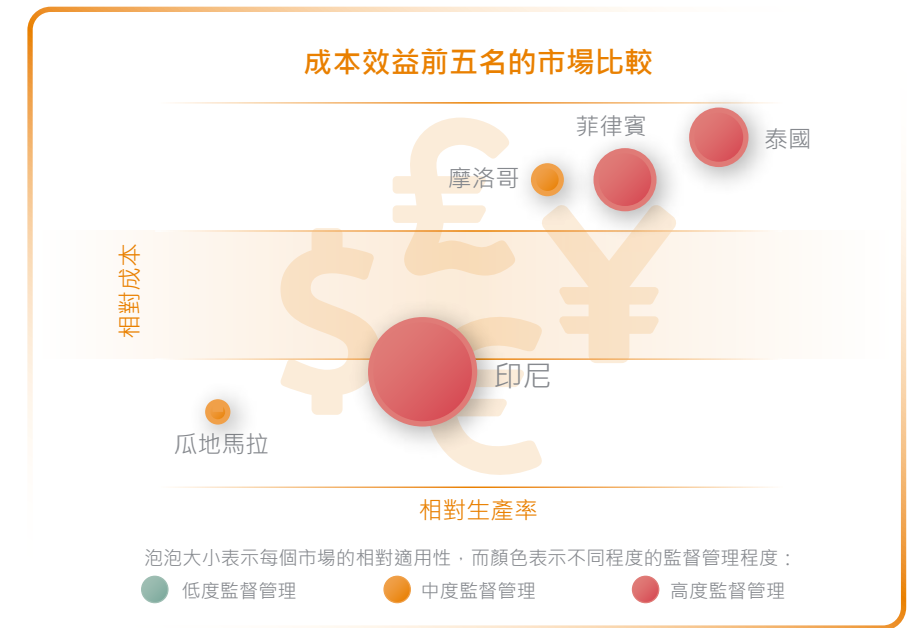 成本效益前五名的市場比較
菲律賓
泰國
摩洛哥
相對成本
印尼
瓜地馬拉
相對生產率
泡泡大小表示每個市場的相對適用性，而顏色表示不同程度的監督管理程度：
低度監督管理
中度監督管理
高度監督管理